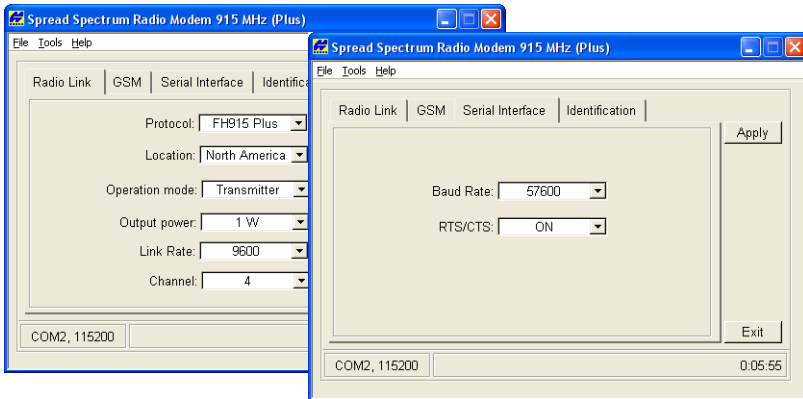 Spread Spectrum Radio Modem 915 MHz (Plus)
File Tools Help
Radio Link GSM Serial Interface
Protocol: FH915 Plus
Location: North America
Operation mode: Transmitter
Output power: 1 W
Link Rate: 9600
Channel: 4
COM2, 115200
Spread Spectrum Radio Modem 915 MHz (Plus)
File Tools Help
Radio Link GSM Serial Interface Identification
Apply
Baud Rate: 57600
RTS/CTS: ON
Exit
COM2, 115200 0:05:55